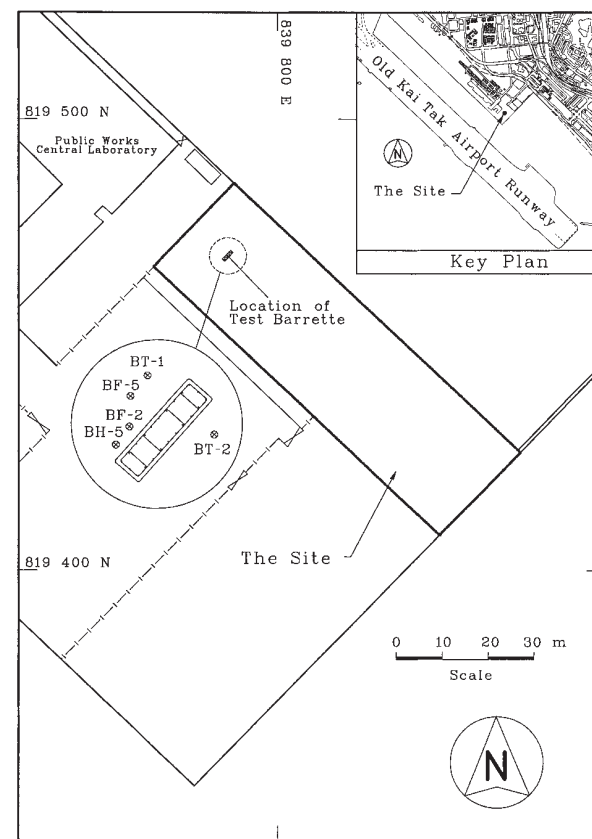 839 800 E
819 500 N
Public Works
Central Laboratory
Old Kai Tak Airport Runway
N
The Site
Key Plan
Location of
Test Barrette
BT-1
BF-5
BF-2
BH-5
BT-2
The Site
819 400 N
0 10 20 30 m
Scale
N